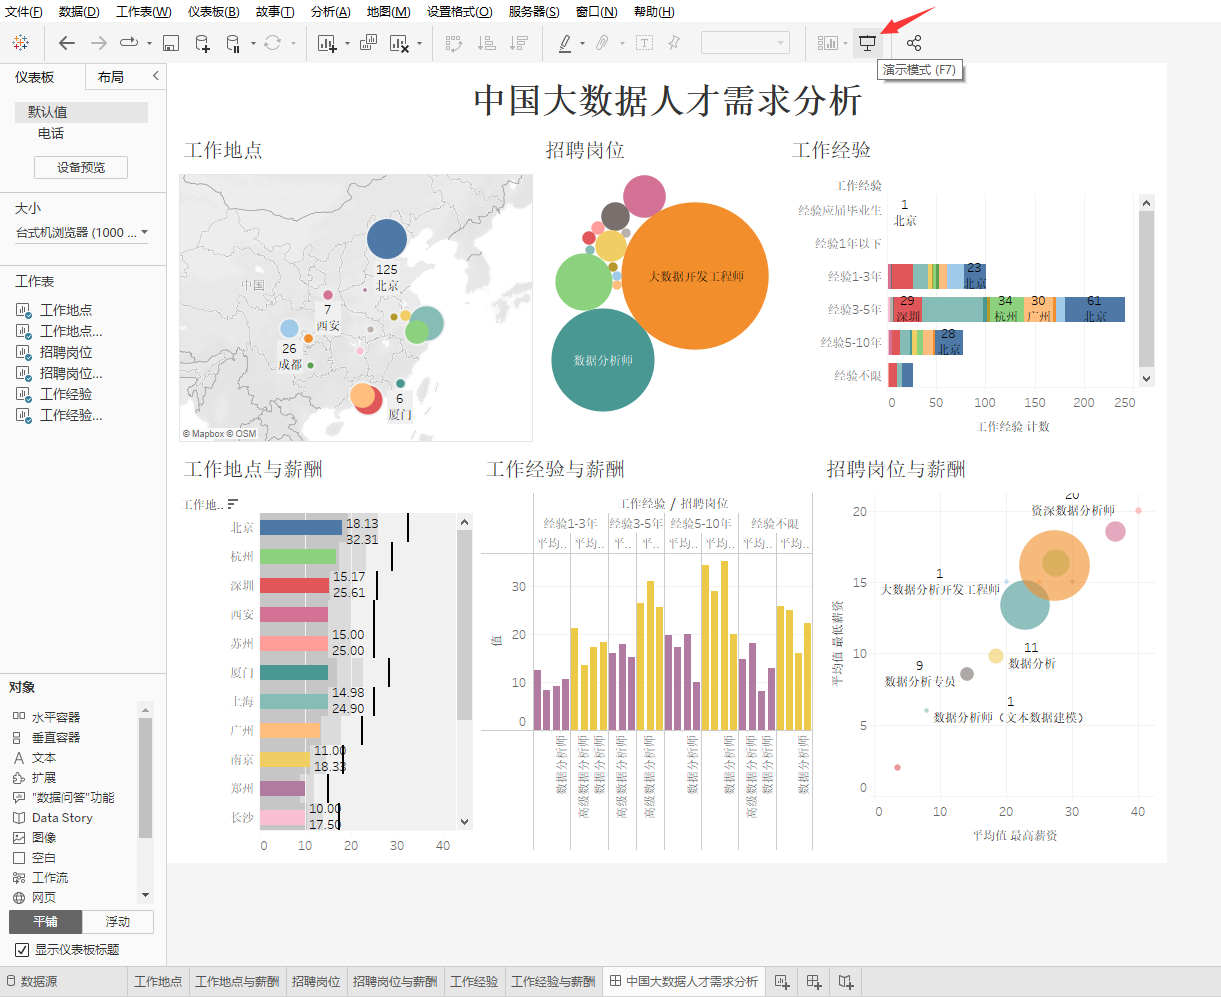 文件(F) 数据(D) 工作表(W) 仪表板(B) 故事(T) 分析(A) 地图(M) 设置格式(O) 服务器(S) 窗口(N) 帮助(H)
演示模式 (F7)
仪表板 布局
默认值
电话
设备预览
大小
台式机浏览器 (1000 ...
工作表
工作地点
工作地点...
招聘岗位
招聘岗位...
工作经验
工作经验...
对象
水平容器
垂直容器
文本
扩展
"数据问答"功能
Data Story
图像
空白
工作流
网页
平铺 浮动
显示仪表板标题
中国大数据人才需求分析
工作地点
中国
125
北京
7
西安
26
成都
6
厦门
© Mapbox © OSM
招聘岗位
大数据开发工程师
数据分析师
工作经验
工作经验
经验应届毕业生
经验1年以下
经验1-3年
经验3-5年
经验5-10年
经验不限
1
北京
23
北京
29
深圳
34
杭州
30
广州
61
北京
28
北京
0 50 100 150 200 250
工作经验 计数
工作地点与薪酬
工作地..
北京 18.13
32.31
杭州
深圳 15.17
25.61
西安
苏州 15.00
25.00
厦门
上海 14.98
24.90
广州
南京 11.00
18.33
郑州
长沙 10.00
17.50
0 10 20 30 40
工作经验与薪酬
工作经验 / 招聘岗位
经验1-3年 经验3-5年 经验5-10年 经验不限
平均.. 平均.. 平.. 平.. 平均.. 平均.. 平均.. 平均..
值
30
20
10
0
数据分析师 高级数据分析师 数据分析师 高级数据分析师 数据分析师 数据分析师 数据分析师 高级数据分析师 数据分析师 数据分析师
招聘岗位与薪酬
平均值 最低薪资
20
15
10
5
0
20
资深数据分析师
1
大数据分析开发工程师
11
数据分析
9
数据分析专员
1
数据分析师（文本数据建模）
0 10 20 30 40
平均值 最高薪资
数据源 工作地点 工作地点与薪酬 招聘岗位 招聘岗位与薪酬 工作经验 工作经验与薪酬 中国大数据人才需求分析